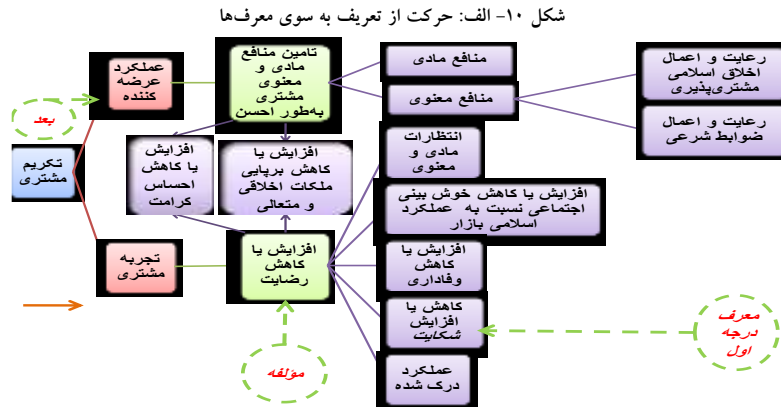 شکل ۱۰- الف: حرکت از تعریف به سوی معرف‌ها
عملکرد
عرضه
کننده
تامین منافع
مادی و
معنوی
مشتری
به‌طور احسن
منافع مادی
منافع معنوی
رعایت و اعمال
اخلاق اسلامی
مشتری‌پذیری
رعایت و اعمال
ضوابط شرعی
بعد
تکریم
مشتری
افزایش
یا کاهش
احساس
کرامت
افزایش یا
کاهش برپایی
ملکات اخلاقی
و متعالی
انتظارات
مادی و
معنوی
افزایش یا کاهش خوش بینی
اجتماعی نسبت به عملکرد
اسلامی بازار
تجربه
مشتری
افزایش یا
کاهش
رضایت
افزایش یا
کاهش
وفاداری
کاهش یا
افزایش
شکایت
عملکرد
درک شده
مؤلفه
معرف
درجه
اول